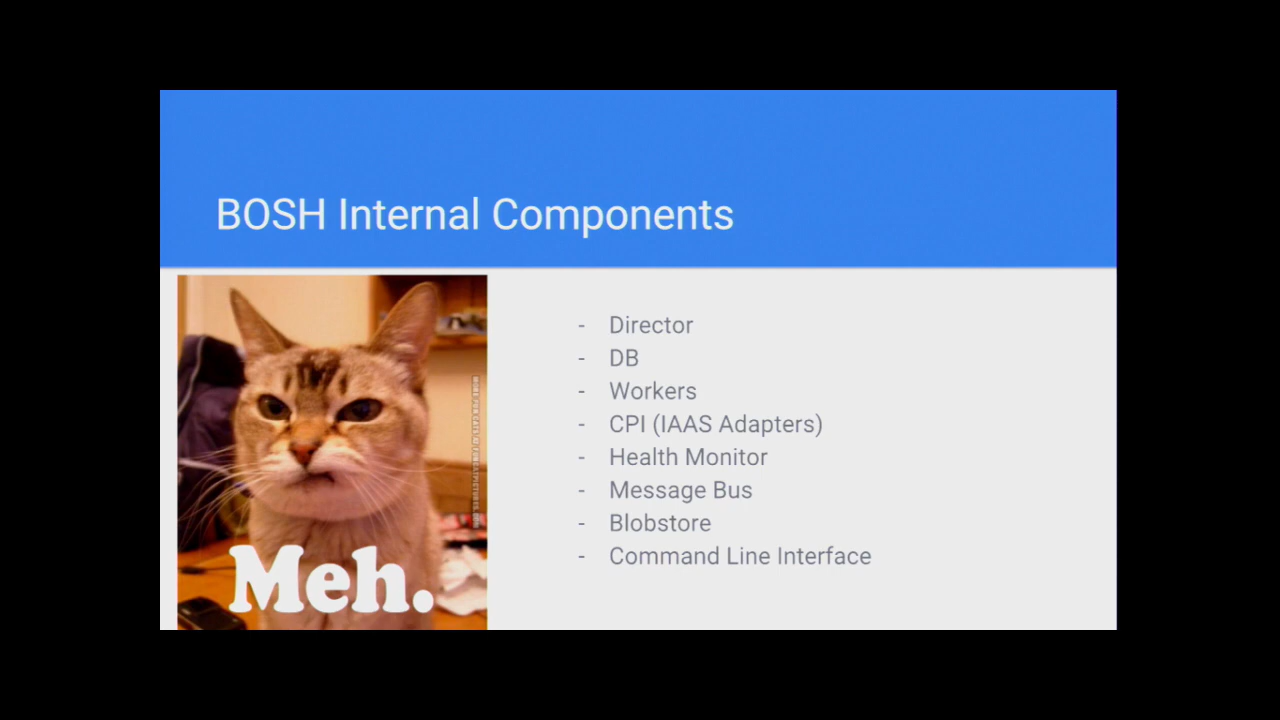 BOSH Internal Components
- Director
- DB
- Workers
- CPI (IAAS Adapters)
- Health Monitor
- Message Bus
- Blobstore
- Command Line Interface
Meh.